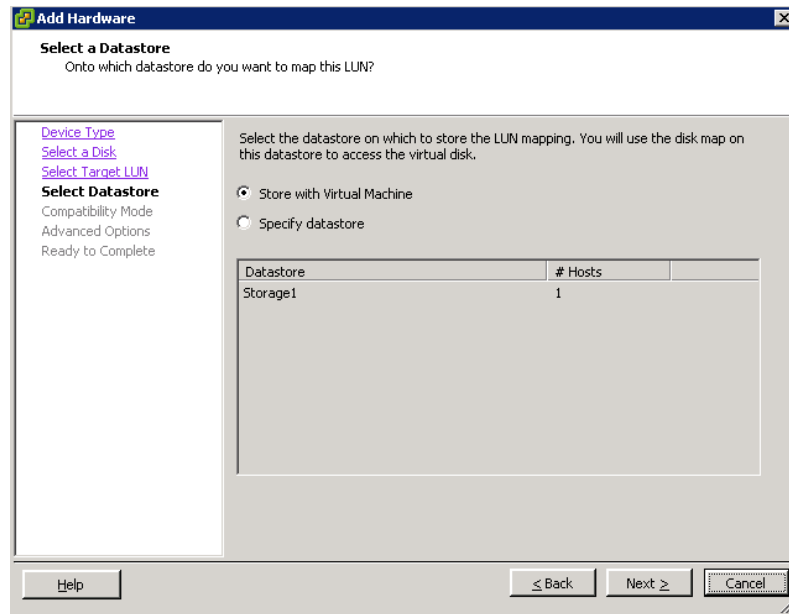 Add Hardware
Select a Datastore
Onto which datastore do you want to map this LUN?
Device Type
Select a Disk
Select Target LUN
Select Datastore
Compatibility Mode
Advanced Options
Ready to Complete
Select the datastore on which to store the LUN mapping. You will use the disk map on
this datastore to access the virtual disk.
Store with Virtual Machine
Specify datastore
Datastore # Hosts
Storage1 1
Help
< Back
Next >
Cancel